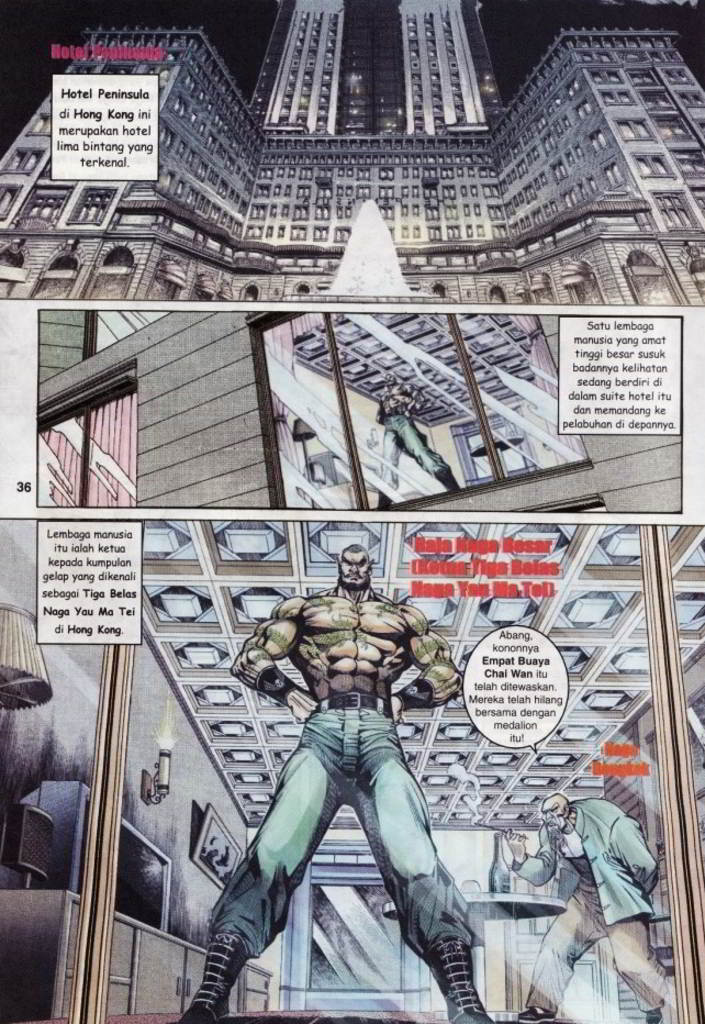 Hotel Peninsula
Hotel Peninsula
di Hong Kong ini
merupakan hotel
lima bintang yang
terkenal.
Satu lembaga
manusia yang amat
tinggi besar susuk
badannya kelihatan
sedang berdiri di
dalam suite hotel itu
dan memandang ke
pelabuhan di depannya.
36
Lembaga manusia
itu ialah ketua
kepada kumpulan
gelap yang dikenali
sebagai Tiga Belas
Naga Yau Ma Tei
di Hong Kong.
Raja Naga Besar
(Ketua Tiga Belas
Naga Yau Ma Tei)
Abang,
kononnya
Empat Buaya
Chai Wan itu
telah ditewaskan.
Mereka telah hilang
bersama dengan
medalion
itu!
Naga
Bongkok